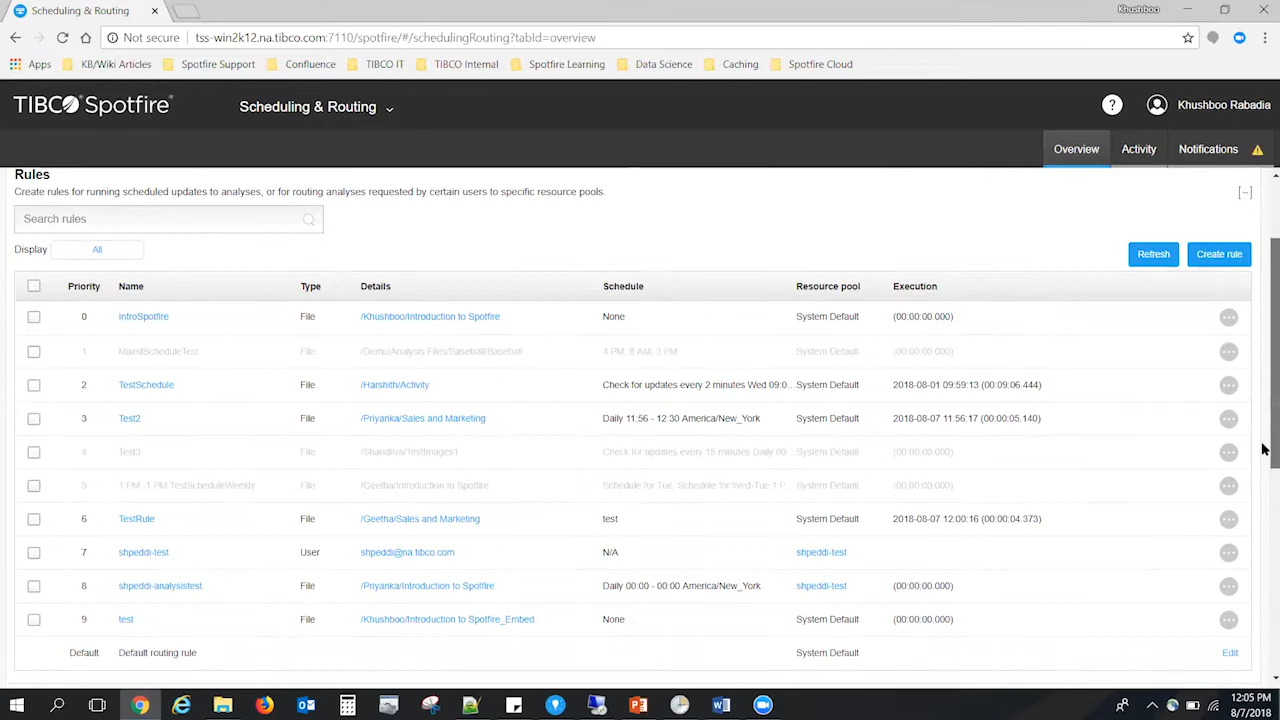 Scheduling & Routing
Khushboo
Not secure tss-win2k12.na.tibco.com:7110/spotfire/#/schedulingRouting?tabId=overview
Apps KB/Wiki Articles Spotfire Support Confluence TIBCO IT TIBCO Internal Spotfire Learning Data Science Caching Spotfire Cloud
TIBCO Spotfire® Scheduling & Routing ? Khushboo Rabadia
Overview Activity Notifications
Rules
Create rules for running scheduled updates to analyses, or for routing analyses requested by certain users to specific resource pools.
[-]
Search rules
Display All
Refresh Create rule
Priority Name Type Details Schedule Resource pool Execution
0 IntroSpotfire File /Khushboo/Introduction to Spotfire None System Default (00:00:00.000)
1 MixedScheduleTest File /Demo/Analysis Files/Baseball/Baseball 4 PM, 8 AM, 3 PM System Default (00:00:00.000)
2 TestSchedule File /Harshith/Activity Check for updates every 2 minutes Wed 09:0... System Default 2018-08-01 09:59:13 (00:09:06.444)
3 Test2 File /Priyanka/Sales and Marketing Daily 11:56 - 12:30 America/New_York System Default 2018-08-07 11:56:17 (00:00:05.140)
4 Test3 File /Shandilys/TestImages1 Check for updates every 15 minutes Daily 00... System Default (00:00:00.000)
5 1 PM -1 PM TestScheduleWeekly File /Geetha/Introduction to Spotfire Schedule for Tue, Schedule for Wed-Tue 1 P... System Default (00:00:00.000)
6 TestRule File /Geetha/Sales and Marketing test System Default 2018-08-07 12:00:16 (00:00:04.373)
7 shpeddi-test User shpeddi@na.tibco.com N/A shpeddi-test
8 shpeddi-analysistest File /Priyanka/Introduction to Spotfire Daily 00:00 - 00:00 America/New_York shpeddi-test (00:00:00.000)
9 test File /Khushboo/Introduction to Spotfire_Embed None System Default (00:00:00.000)
Default Default routing rule System Default Edit
12:05 PM
8/7/2018